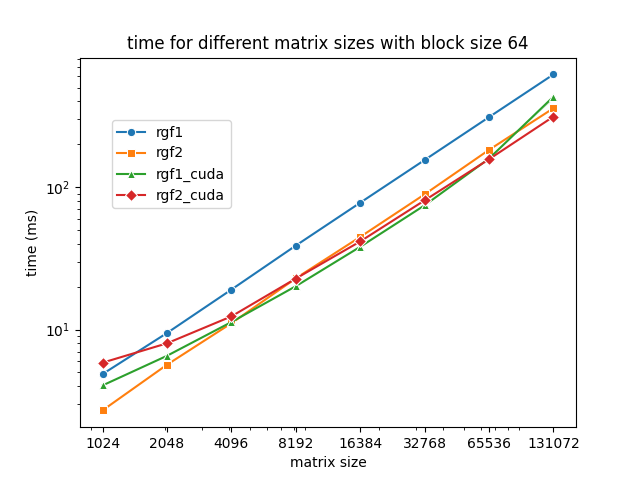 time for different matrix sizes with block size 64
rgf1
rgf2
rgf1_cuda
rgf2_cuda
time (ms)
10²
10¹
1024 2048 4096 8192 16384 32768 65536 131072
matrix size